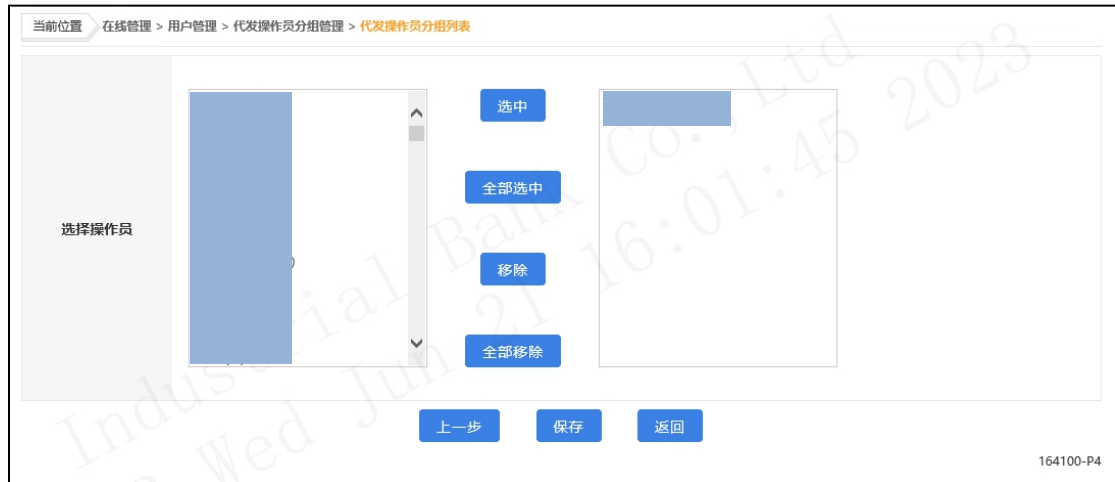 当前位置 在线管理 > 用户管理 > 代发操作员分组管理 > 代发操作员分组列表
选中
全部选中
选择操作员
移除
全部移除
上一步 保存 返回
164100-P4
Industrial Bank Co.,Ltd
Wed Jun 21 16:01:45 2023